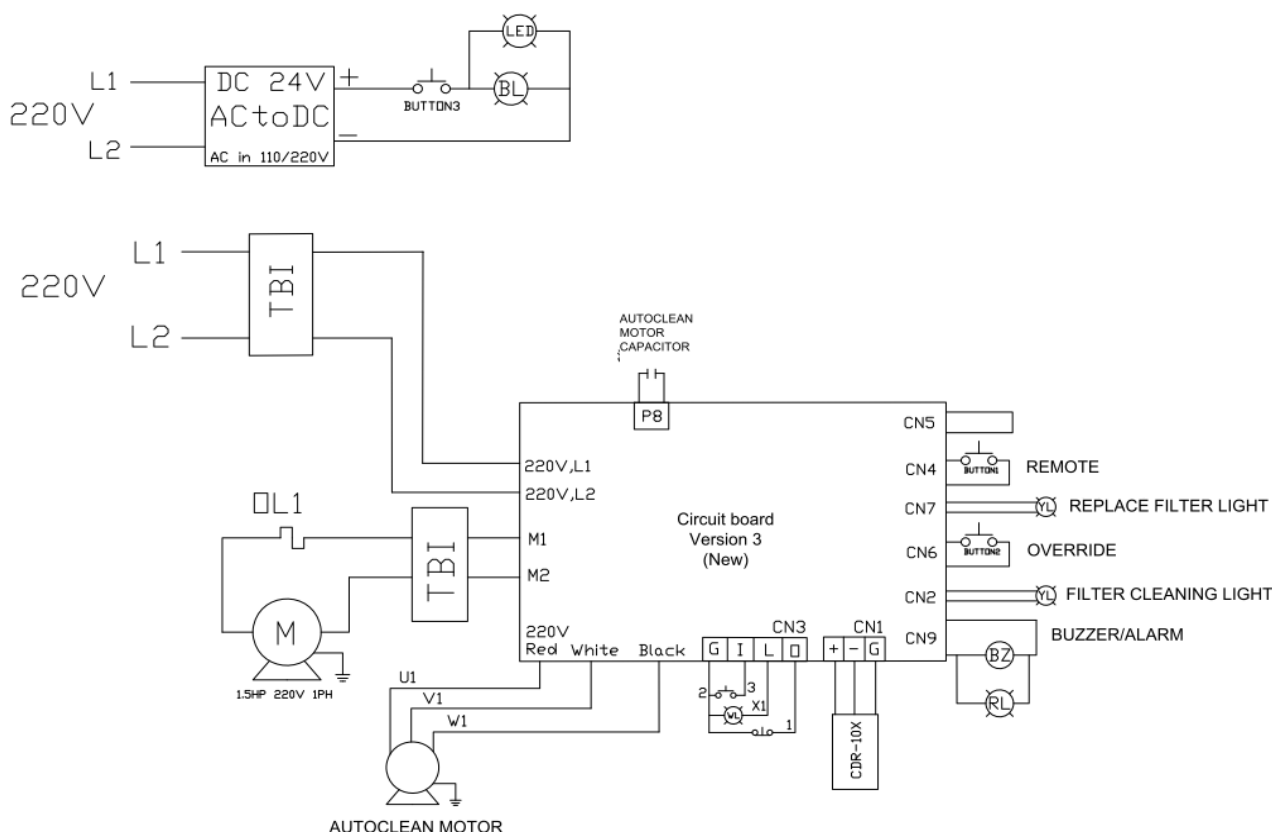 L1
220V
L2
DC 24V
ACtoDC
AC in 110/220V
+
−
BUTTON3
LED
BL
L1
220V
L2
TBI
AUTOCLEAN
MOTOR
CAPACITOR
P8
220V,L1
220V,L2
M1
M2
220V
Red White Black
Circuit board
Version 3
(New)
CN5
CN4
CN7
CN6
CN2
CN9
BUTTON1
REMOTE
YL
REPLACE FILTER LIGHT
BUTTON2
OVERRIDE
YL
FILTER CLEANING LIGHT
BUZZER/ALARM
BZ
RL
OL1
TBI
M
1.5HP 220V 1PH
U1
V1
W1
AUTOCLEAN MOTOR
CN3
G I L O
2
3
X1
WL
1
CN1
+ − G
CDR-10X